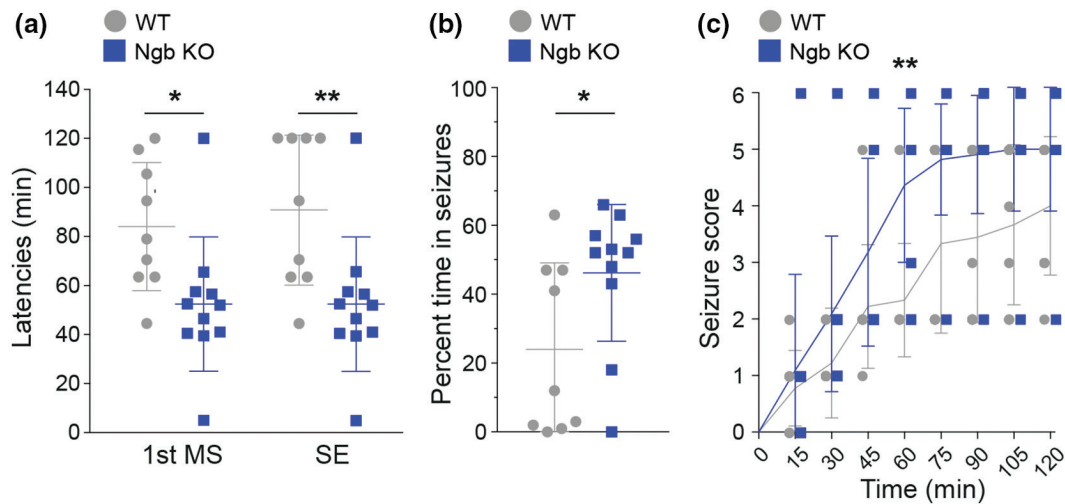 (a)
WT
Ngb KO
Latencies (min)
140
120
100
80
60
40
20
0
*
**
1st MS
SE
(b)
WT
Ngb KO
Percent time in seizures
100
80
60
40
20
0
*
(c)
WT
Ngb KO
**
Seizure score
6
5
4
3
2
1
0
0
15
30
45
60
75
90
105
120
Time (min)